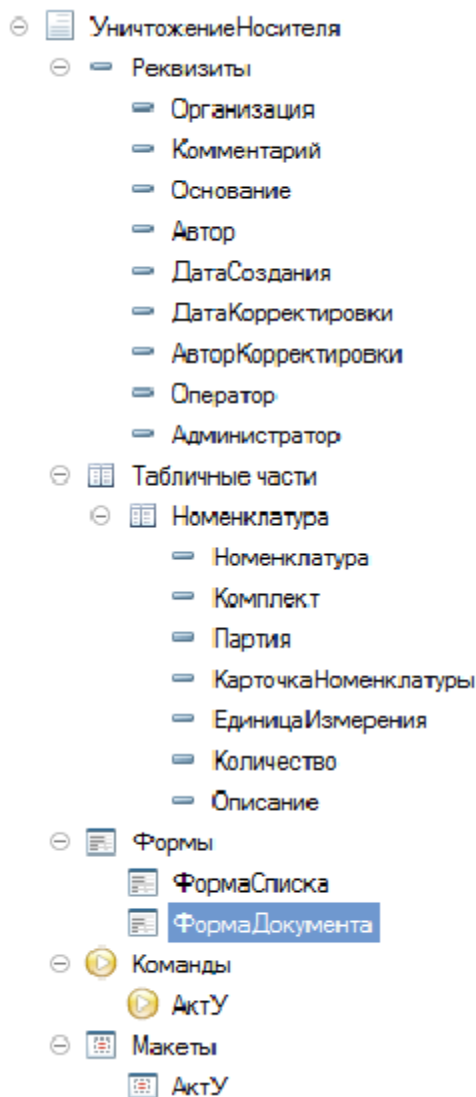 УничтожениеНосителя
Реквизиты
Организация
Комментарий
Основание
Автор
ДатаСоздания
ДатаКорректировки
АвторКорректировки
Оператор
Администратор
Табличные части
Номенклатура
Номенклатура
Комплект
Партия
КарточкаНоменклатуры
ЕдиницаИзмерения
Количество
Описание
Формы
ФормаСписка
ФормаДокумента
Команды
АктУ
Макеты
АктУ